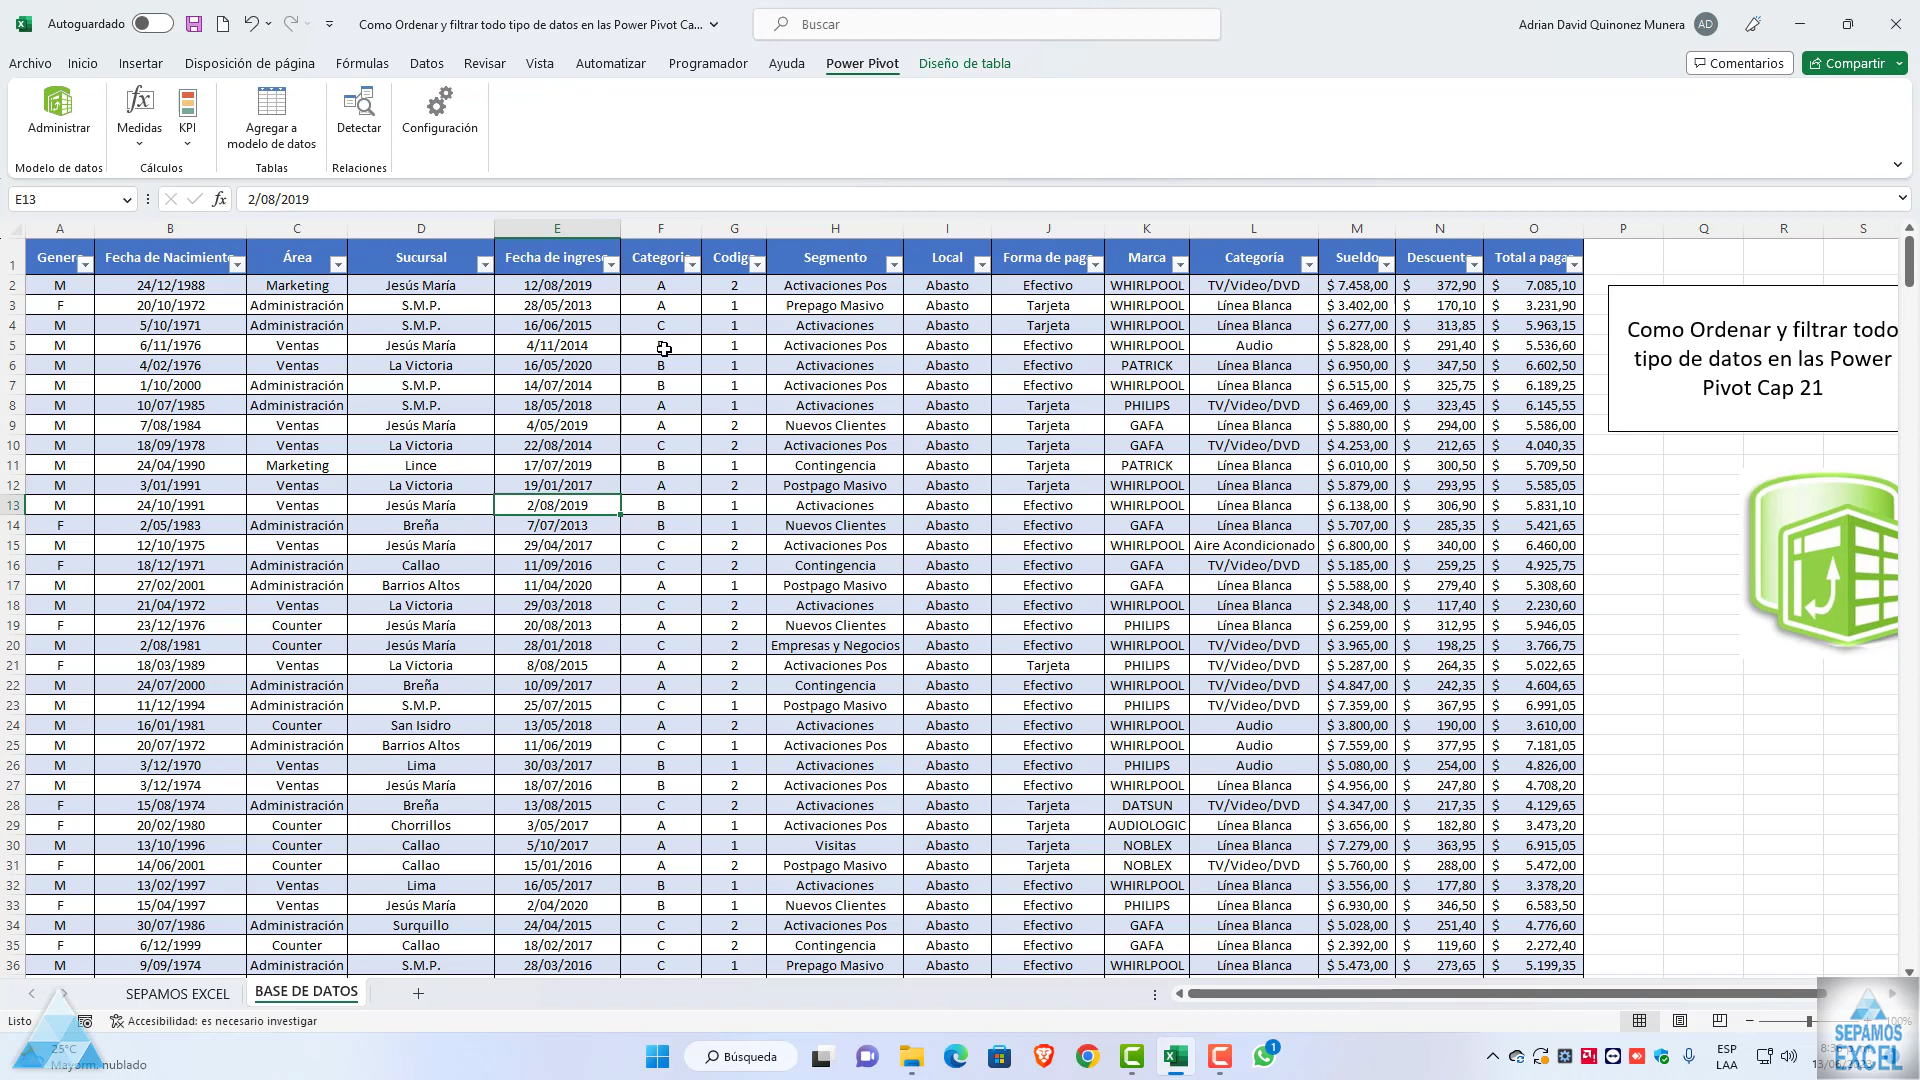 Autoguardado
Como Ordenar y filtrar todo tipo de datos en las Power Pivot Ca...
Buscar
Adrian David Quinonez Munera AD
Archivo Inicio Insertar Disposición de página Fórmulas Datos Revisar Vista Automatizar Programador Ayuda Power Pivot Diseño de tabla Comentarios Compartir
Administrar Medidas KPI Agregar a modelo de datos Detectar Configuración
Modelo de datos Cálculos Tablas Relaciones
E13 fx 2/08/2019
A B C D E F G H I J K L M N O P Q R S
1 Genero Fecha de Nacimiento Área Sucursal Fecha de ingreso Categoria Codigo Segmento Local Forma de pago Marca Categoría Sueldo Descuento Total a pagar
2 M 24/12/1988 Marketing Jesús María 12/08/2019 A 2 Activaciones Pos Abasto Efectivo WHIRLPOOL TV/Video/DVD $ 7.458,00 $ 372,90 $ 7.085,10
3 F 20/10/1972 Administración S.M.P. 28/05/2013 A 1 Prepago Masivo Abasto Tarjeta WHIRLPOOL Línea Blanca $ 3.402,00 $ 170,10 $ 3.231,90
4 M 5/10/1971 Administración S.M.P. 16/06/2015 C 1 Activaciones Abasto Tarjeta WHIRLPOOL Línea Blanca $ 6.277,00 $ 313,85 $ 5.963,15
5 M 6/11/1976 Ventas Jesús María 4/11/2014 1 Activaciones Pos Abasto Efectivo WHIRLPOOL Audio $ 5.828,00 $ 291,40 $ 5.536,60
6 M 4/02/1976 Ventas La Victoria 16/05/2020 B 1 Activaciones Abasto Efectivo PATRICK Línea Blanca $ 6.950,00 $ 347,50 $ 6.602,50
7 M 1/10/2000 Administración S.M.P. 14/07/2014 B 1 Activaciones Pos Abasto Efectivo WHIRLPOOL Línea Blanca $ 6.515,00 $ 325,75 $ 6.189,25
8 M 10/07/1985 Administración S.M.P. 18/05/2018 A 1 Activaciones Abasto Tarjeta PHILIPS TV/Video/DVD $ 6.469,00 $ 323,45 $ 6.145,55
9 M 7/08/1984 Ventas Jesús María 4/05/2019 A 2 Nuevos Clientes Abasto Tarjeta GAFA Línea Blanca $ 5.880,00 $ 294,00 $ 5.586,00
10 M 18/09/1978 Ventas La Victoria 22/08/2014 C 2 Activaciones Pos Abasto Efectivo GAFA TV/Video/DVD $ 4.253,00 $ 212,65 $ 4.040,35
11 M 24/04/1990 Marketing Lince 17/07/2019 B 1 Contingencia Abasto Tarjeta PATRICK Línea Blanca $ 6.010,00 $ 300,50 $ 5.709,50
12 M 3/01/1991 Ventas La Victoria 19/01/2017 A 2 Postpago Masivo Abasto Tarjeta WHIRLPOOL Línea Blanca $ 5.879,00 $ 293,95 $ 5.585,05
13 M 24/10/1991 Ventas Jesús María 2/08/2019 B 1 Activaciones Abasto Efectivo WHIRLPOOL Línea Blanca $ 6.138,00 $ 306,90 $ 5.831,10
14 F 2/05/1983 Administración Breña 7/07/2013 B 1 Nuevos Clientes Abasto Efectivo GAFA Línea Blanca $ 5.707,00 $ 285,35 $ 5.421,65
15 M 12/10/1975 Ventas Jesús María 29/04/2017 C 2 Activaciones Pos Abasto Efectivo WHIRLPOOL Aire Acondicionado $ 6.800,00 $ 340,00 $ 6.460,00
16 F 18/12/1971 Administración Callao 11/09/2016 C 2 Contingencia Abasto Efectivo GAFA TV/Video/DVD $ 5.185,00 $ 259,25 $ 4.925,75
17 M 27/02/2001 Administración Barrios Altos 11/04/2020 A 1 Postpago Masivo Abasto Efectivo GAFA Línea Blanca $ 5.588,00 $ 279,40 $ 5.308,60
18 M 21/04/1972 Ventas La Victoria 29/03/2018 C 2 Activaciones Abasto Efectivo WHIRLPOOL Línea Blanca $ 2.348,00 $ 117,40 $ 2.230,60
19 F 23/12/1976 Counter Jesús María 20/08/2013 A 2 Nuevos Clientes Abasto Efectivo PHILIPS Línea Blanca $ 6.259,00 $ 312,95 $ 5.946,05
20 M 2/08/1981 Counter Jesús María 28/01/2018 C 2 Empresas y Negocios Abasto Efectivo WHIRLPOOL TV/Video/DVD $ 3.965,00 $ 198,25 $ 3.766,75
21 F 18/03/1989 Ventas La Victoria 8/08/2015 A 2 Activaciones Pos Abasto Tarjeta PHILIPS TV/Video/DVD $ 5.287,00 $ 264,35 $ 5.022,65
22 M 24/07/2000 Administración Breña 10/09/2017 A 2 Contingencia Abasto Efectivo WHIRLPOOL TV/Video/DVD $ 4.847,00 $ 242,35 $ 4.604,65
23 M 11/12/1994 Administración S.M.P. 25/07/2015 C 1 Postpago Masivo Abasto Efectivo PHILIPS TV/Video/DVD $ 7.359,00 $ 367,95 $ 6.991,05
24 M 16/01/1981 Counter San Isidro 13/05/2018 A 2 Activaciones Abasto Efectivo WHIRLPOOL Audio $ 3.800,00 $ 190,00 $ 3.610,00
25 M 20/07/1972 Administración Barrios Altos 11/06/2019 C 1 Activaciones Pos Abasto Efectivo WHIRLPOOL Audio $ 7.559,00 $ 377,95 $ 7.181,05
26 M 3/12/1970 Ventas Lima 30/03/2017 B 1 Activaciones Abasto Efectivo PHILIPS Audio $ 5.080,00 $ 254,00 $ 4.826,00
27 M 3/12/1974 Ventas Jesús María 18/07/2016 B 2 Activaciones Abasto Efectivo WHIRLPOOL Línea Blanca $ 4.956,00 $ 247,80 $ 4.708,20
28 F 15/08/1974 Administración Breña 13/08/2015 C 2 Activaciones Abasto Tarjeta DATSUN TV/Video/DVD $ 4.347,00 $ 217,35 $ 4.129,65
29 F 20/02/1980 Counter Chorrillos 3/05/2017 A 1 Activaciones Pos Abasto Tarjeta AUDIOLOGIC Línea Blanca $ 3.656,00 $ 182,80 $ 3.473,20
30 M 13/10/1996 Counter Callao 5/10/2017 A 1 Visitas Abasto Tarjeta NOBLEX Línea Blanca $ 7.279,00 $ 363,95 $ 6.915,05
31 F 14/06/2001 Counter Callao 15/01/2016 A 2 Postpago Masivo Abasto Tarjeta NOBLEX TV/Video/DVD $ 5.760,00 $ 288,00 $ 5.472,00
32 M 13/02/1997 Ventas Lima 16/05/2017 B 1 Activaciones Abasto Efectivo WHIRLPOOL Línea Blanca $ 3.556,00 $ 177,80 $ 3.378,20
33 F 15/04/1997 Ventas Jesús María 2/04/2020 B 1 Nuevos Clientes Abasto Efectivo PHILIPS Línea Blanca $ 6.930,00 $ 346,50 $ 6.583,50
34 M 30/07/1986 Administración Surquillo 24/04/2015 C 2 Activaciones Pos Abasto Efectivo GAFA Línea Blanca $ 5.028,00 $ 251,40 $ 4.776,60
35 F 6/12/1999 Counter Callao 18/02/2017 C 2 Contingencia Abasto Efectivo GAFA Línea Blanca $ 2.392,00 $ 119,60 $ 2.272,40
36 M 9/09/1974 Administración S.M.P. 28/03/2016 C 1 Prepago Masivo Abasto Efectivo WHIRLPOOL Línea Blanca $ 5.473,00 $ 273,65 $ 5.199,35
Como Ordenar y filtrar todo
tipo de datos en las Power
Pivot Cap 21
SEPAMOS EXCEL BASE DE DATOS
Listo Accesibilidad: es necesario investigar 100%
25°C
Mayorm. nublado
Búsqueda
1
ESP
LAA
SEPAMOS
EXCEL